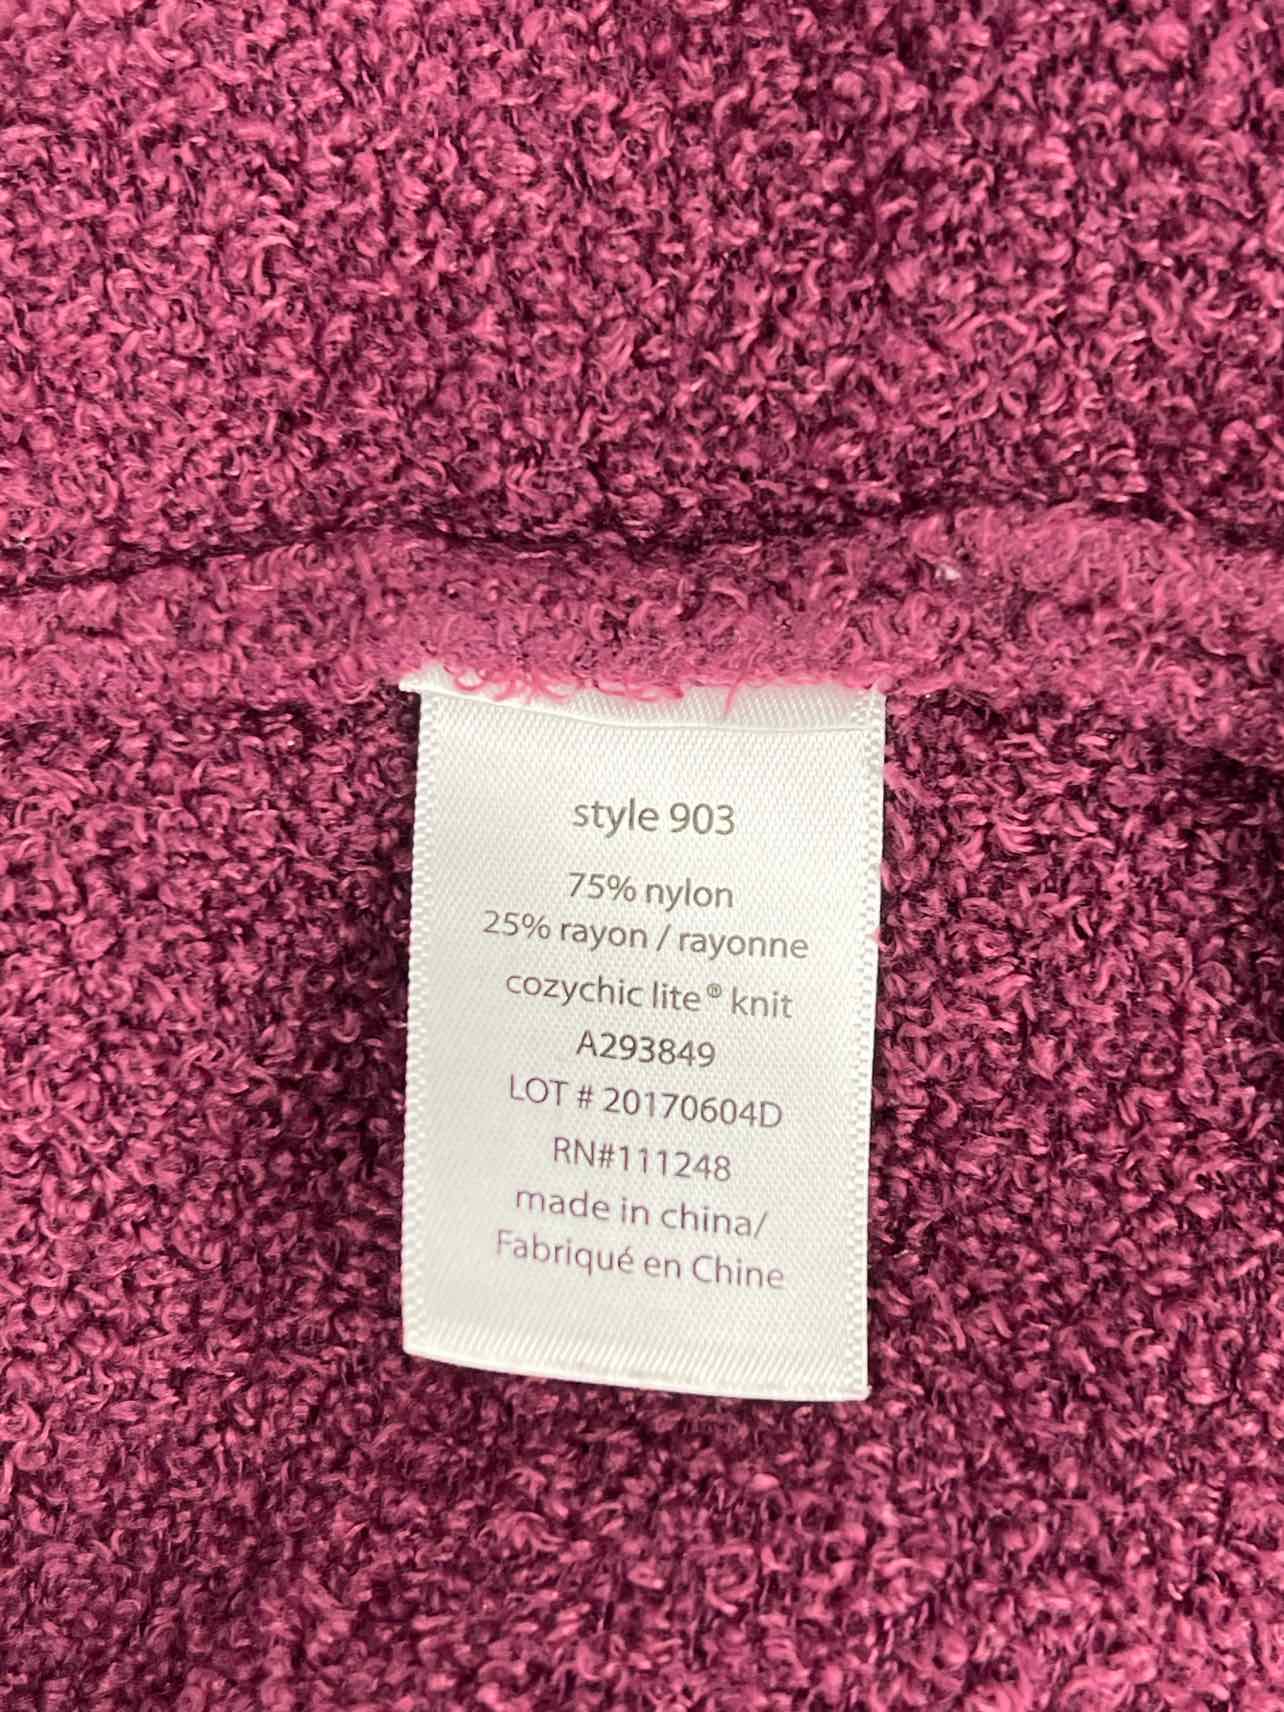 style 903
75% nylon
25% rayon / rayonne
cozychic lite® knit
A293849
LOT # 20170604D
RN#111248
made in china/
Fabriqué en Chine